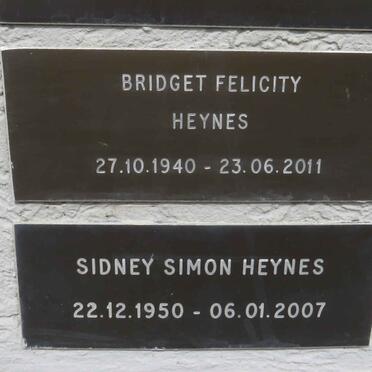 BRIDGET FELICITY
HEYNES
27.10.1940 - 23.06.2011
SIDNEY SIMON HEYNES
22.12.1950 - 06.01.2007